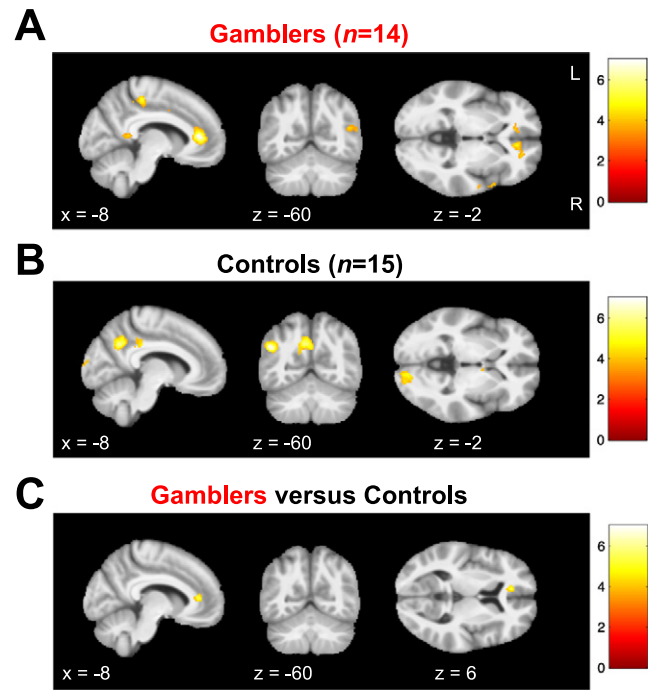 A
Gamblers (n=14)
L
R
x = -8
z = -60
z = -2
6
4
2
0
B
Controls (n=15)
x = -8
z = -60
z = -2
6
4
2
0
C
Gamblers versus Controls
x = -8
z = -60
z = 6
6
4
2
0